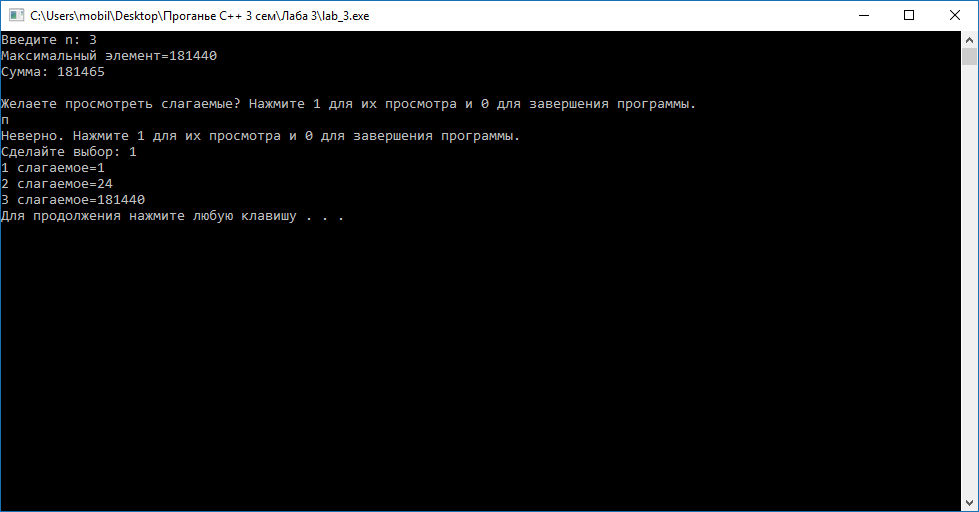 C:\Users\mobil\Desktop\Проганье C++ 3 сем\Лаба 3\lab_3.exe
Введите n: 3
Максимальный элемент=181440
Сумма: 181465
Желаете просмотреть слагаемые? Нажмите 1 для их просмотра и 0 для завершения программы.
п
Неверно. Нажмите 1 для их просмотра и 0 для завершения программы.
Сделайте выбор: 1
1 слагаемое=1
2 слагаемое=24
3 слагаемое=181440
Для продолжения нажмите любую клавишу . . .